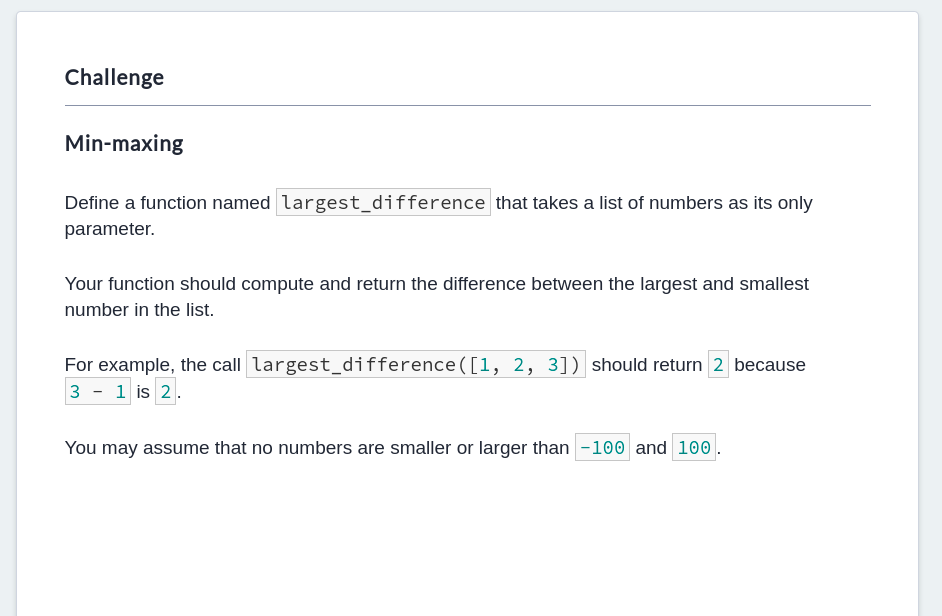 Challenge
Min-maxing
Define a function named largest_difference that takes a list of numbers as its only
parameter.
Your function should compute and return the difference between the largest and smallest
number in the list.
For example, the call largest_difference([1, 2, 3]) should return 2 because
3 - 1 is 2.
You may assume that no numbers are smaller or larger than -100 and 100.